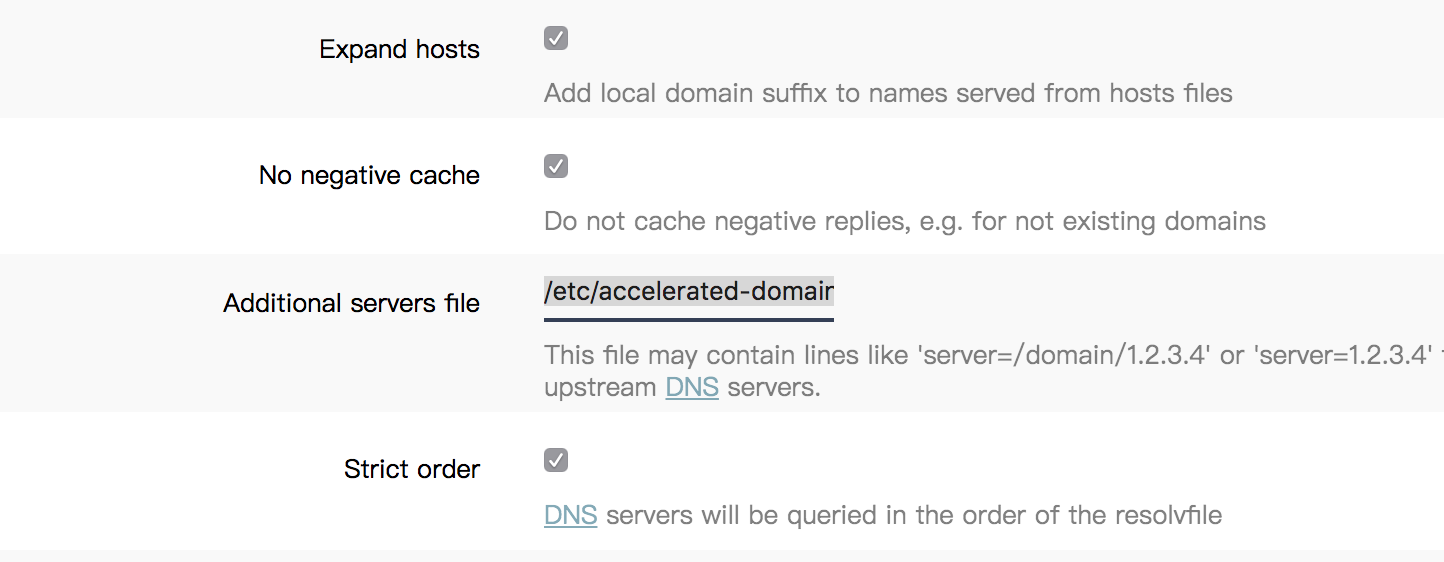 Expand hosts
Add local domain suffix to names served from hosts files
No negative cache
Do not cache negative replies, e.g. for not existing domains
Additional servers file
/etc/accelerated-domain
This file may contain lines like 'server=/domain/1.2.3.4' or 'server=1.2.3.4'
upstream DNS servers.
Strict order
DNS servers will be queried in the order of the resolvfile